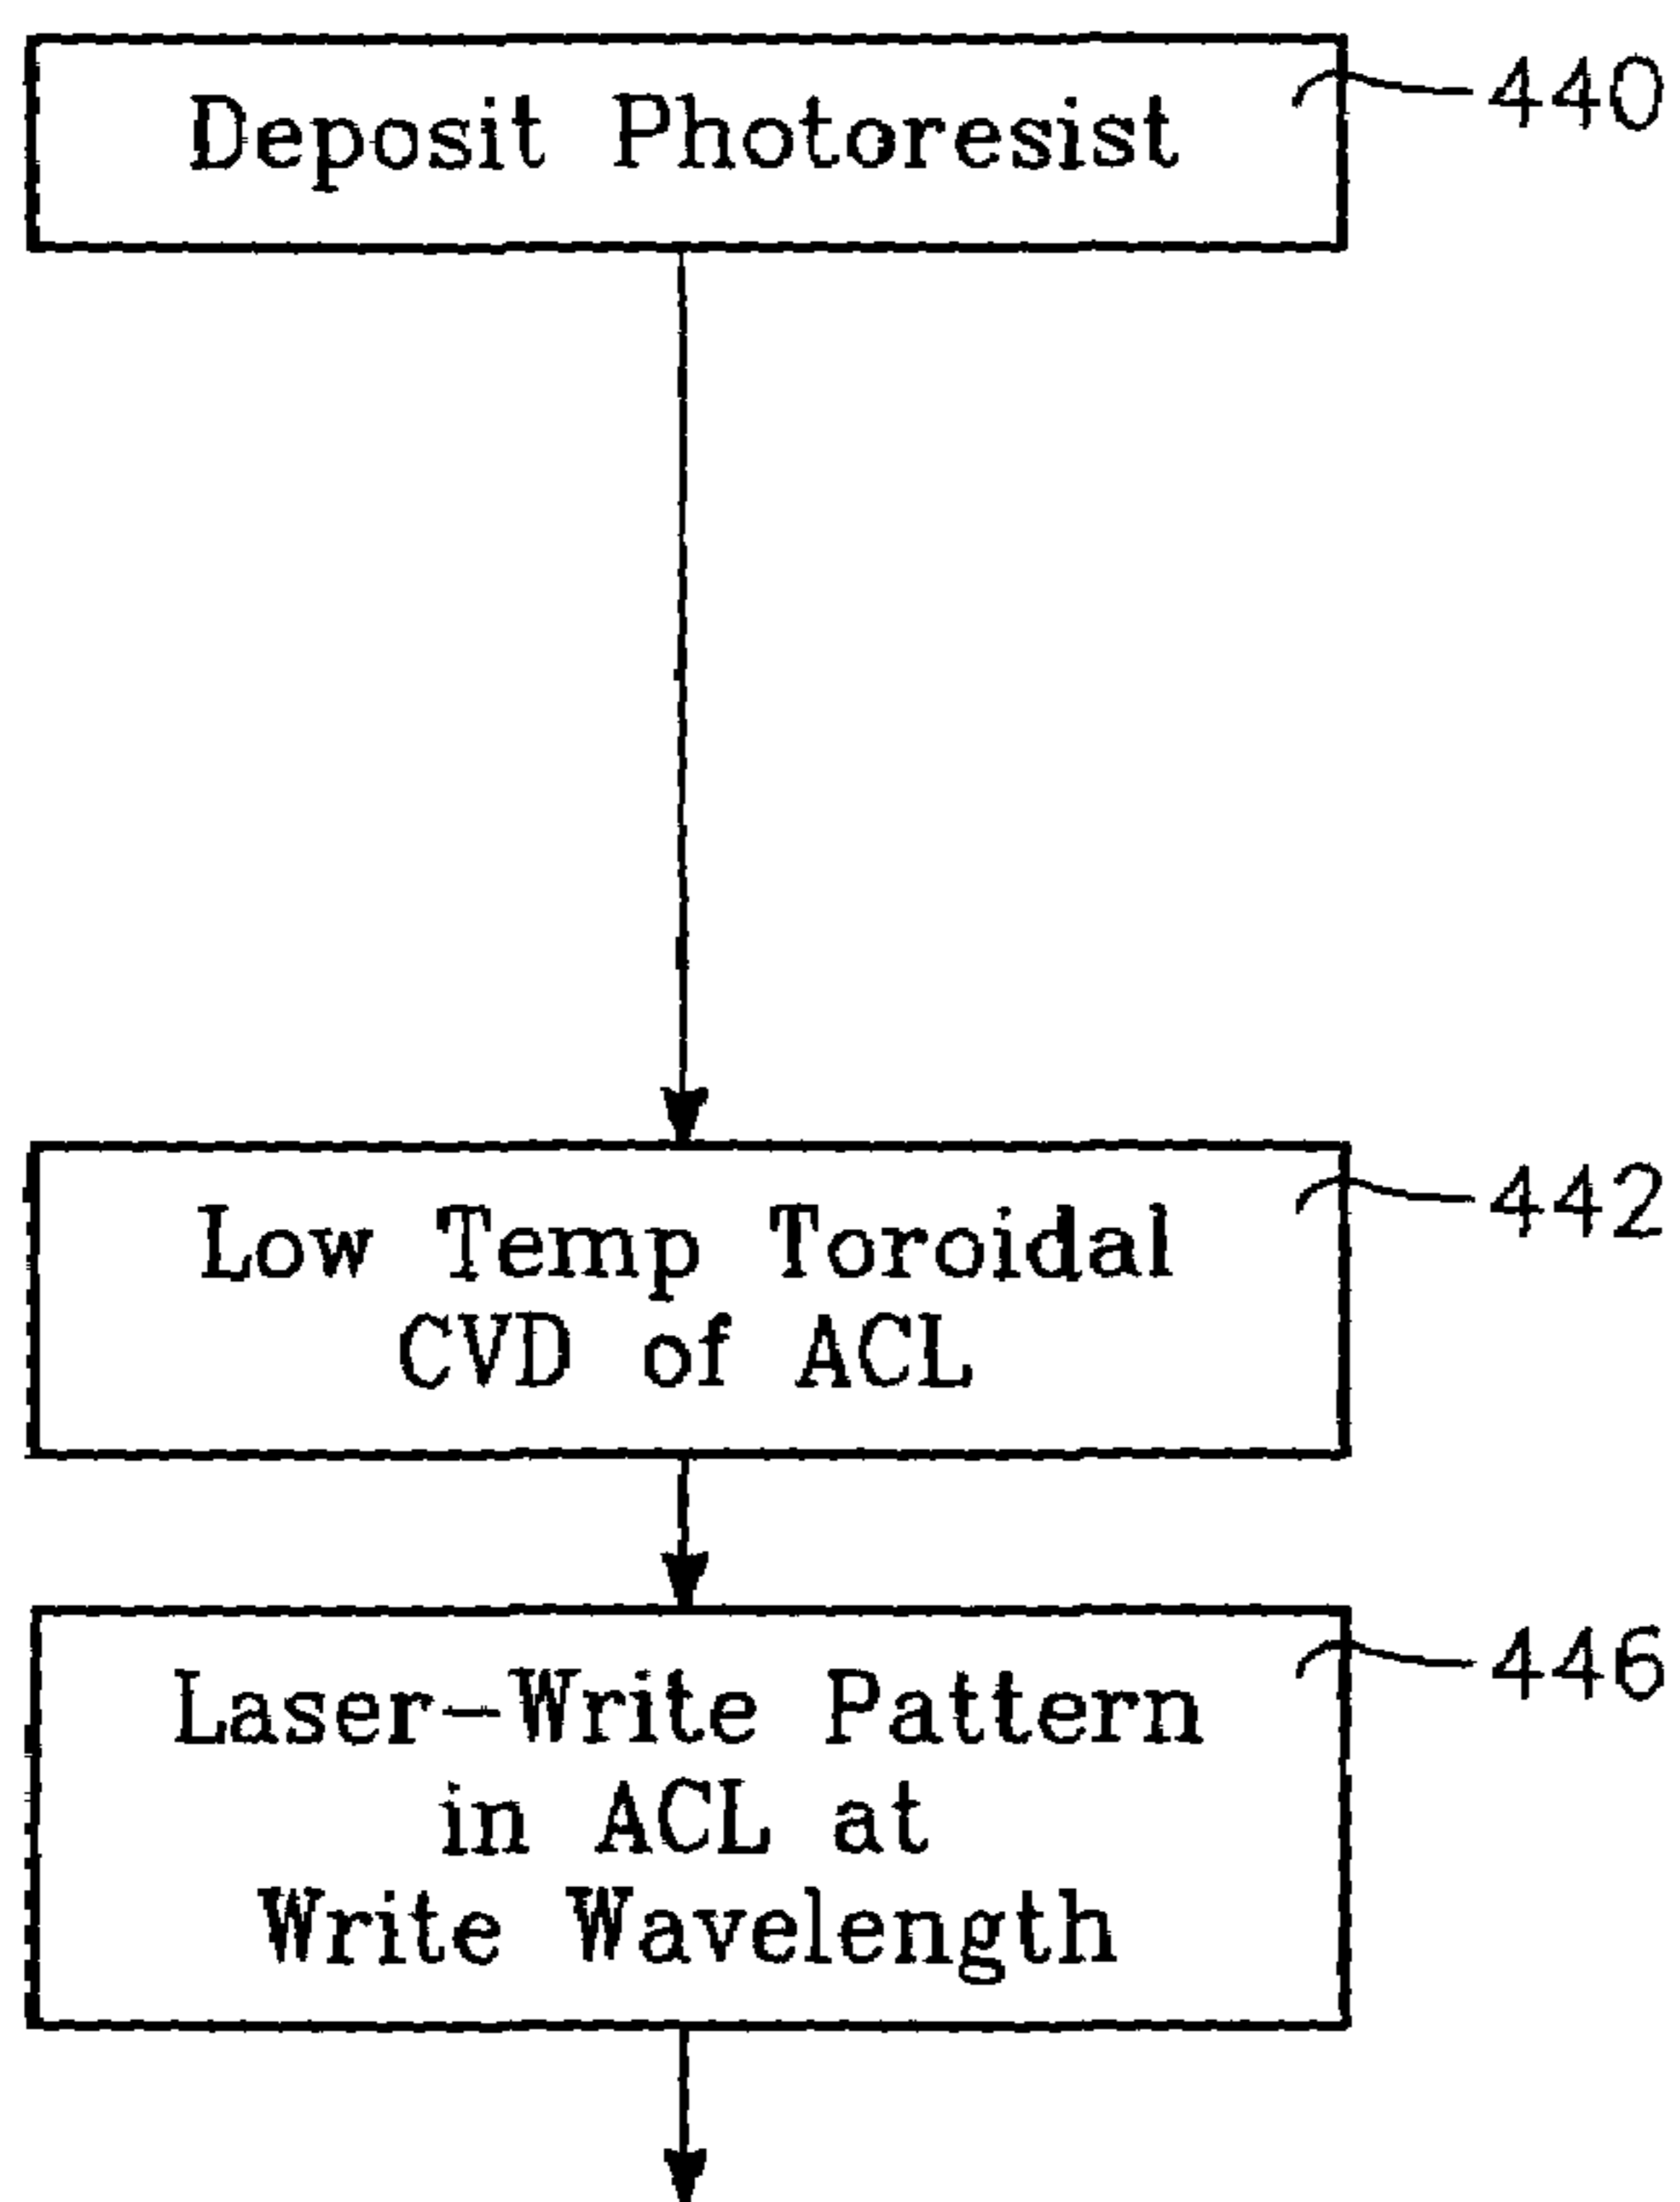 Deposit Photoresist
440
Low Temp Toroidal
CVD of ACL
442
Laser-Write Pattern
in ACL at
Write Wavelength
446